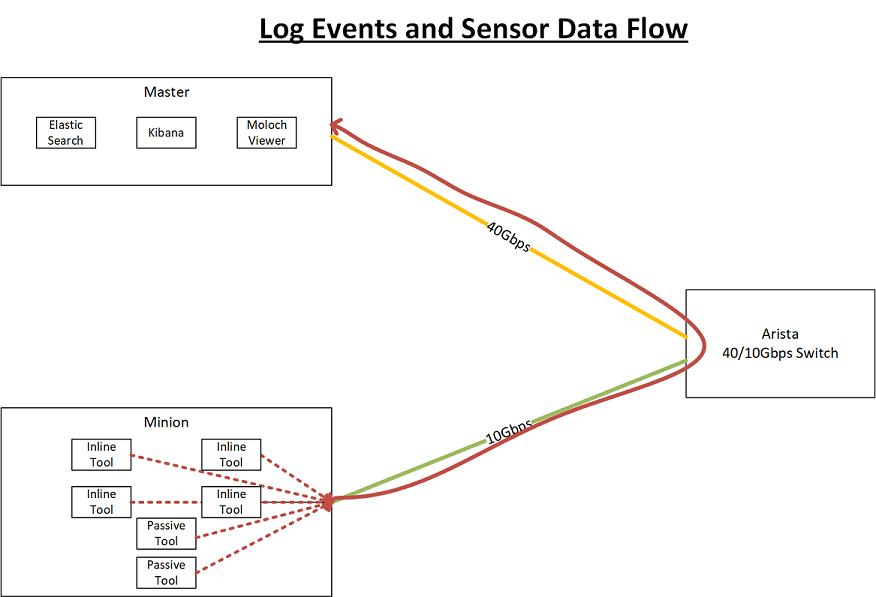 Log Events and Sensor Data Flow
Master
Elastic
Search
Kibana
Moloch
Viewer
40Gbps
Arista
40/10Gbps Switch
10Gbps
Minion
Inline
Tool
Inline
Tool
Inline
Tool
Inline
Tool
Passive
Tool
Passive
Tool